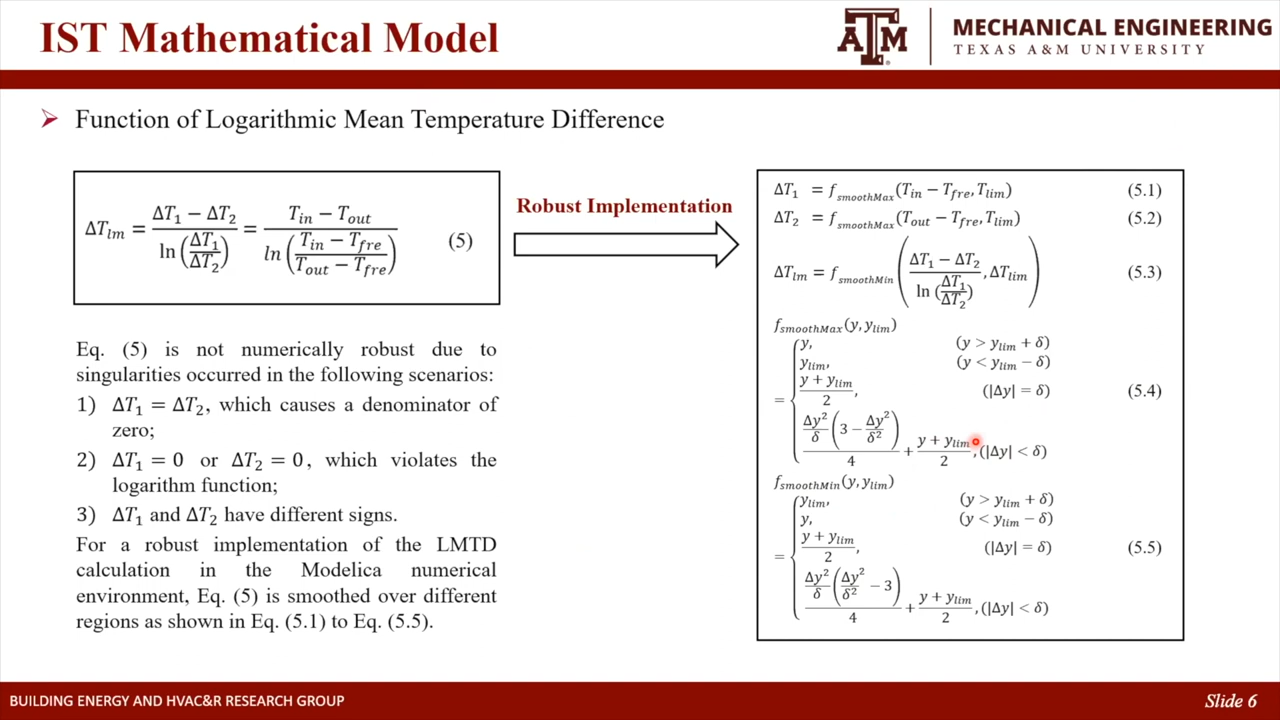 IST Mathematical Model
ATM
MECHANICAL ENGINEERING
TEXAS A&M UNIVERSITY
➢ Function of Logarithmic Mean Temperature Difference
ΔT_lm = (ΔT_1 − ΔT_2) / ln(ΔT_1/ΔT_2) = (T_in − T_out) / ln((T_in − T_fre)/(T_out − T_fre)) (5)
Eq. (5) is not numerically robust due to
singularities occurred in the following scenarios:
1) ΔT_1 = ΔT_2, which causes a denominator of
zero;
2) ΔT_1 = 0 or ΔT_2 = 0, which violates the
logarithm function;
3) ΔT_1 and ΔT_2 have different signs.
For a robust implementation of the LMTD
calculation in the Modelica numerical
environment, Eq. (5) is smoothed over different
regions as shown in Eq. (5.1) to Eq. (5.5).
Robust Implementation
ΔT_1 = f_smoothMax(T_in − T_fre, T_lim) (5.1)
ΔT_2 = f_smoothMax(T_out − T_fre, T_lim) (5.2)
ΔT_lm = f_smoothMin((ΔT_1 − ΔT_2) / ln(ΔT_1/ΔT_2), ΔT_lim) (5.3)
f_smoothMax(y, y_lim)
= { y, (y > y_lim + δ)
y_lim, (y < y_lim − δ)
(y + y_lim)/2, (|Δy| = δ) (5.4)
(Δy²/δ (3 − Δy²/δ²))/4 + (y + y_lim)/2, (|Δy| < δ)
f_smoothMin(y, y_lim)
= { y_lim, (y > y_lim + δ)
y, (y < y_lim − δ)
(y + y_lim)/2, (|Δy| = δ) (5.5)
(Δy²/δ (Δy²/δ² − 3))/4 + (y + y_lim)/2, (|Δy| < δ)
BUILDING ENERGY AND HVAC&R RESEARCH GROUP
Slide 6